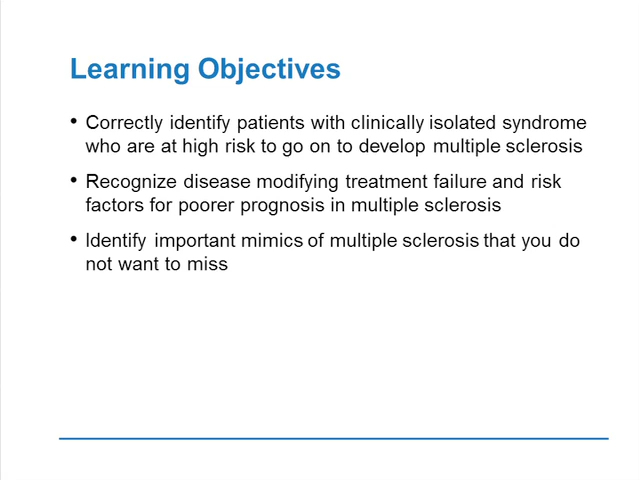 Learning Objectives
• Correctly identify patients with clinically isolated syndrome
who are at high risk to go on to develop multiple sclerosis
• Recognize disease modifying treatment failure and risk
factors for poorer prognosis in multiple sclerosis
• Identify important mimics of multiple sclerosis that you do
not want to miss